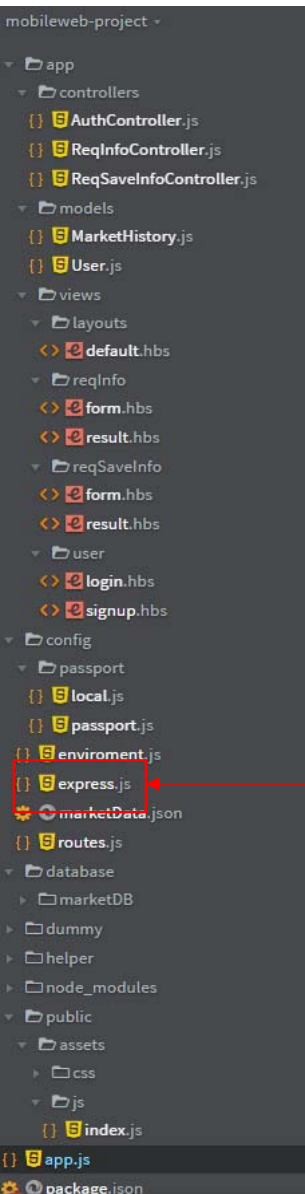 mobileweb-project
app
controllers
AuthController.js
ReqInfoController.js
ReqSaveInfoController.js
models
MarketHistory.js
User.js
views
layouts
default.hbs
reqInfo
form.hbs
result.hbs
reqSaveInfo
form.hbs
result.hbs
user
login.hbs
signup.hbs
config
passport
local.js
passport.js
enviroment.js
express.js
marketData.json
routes.js
database
marketDB
dummy
helper
node_modules
public
assets
css
js
index.js
app.js
package.json